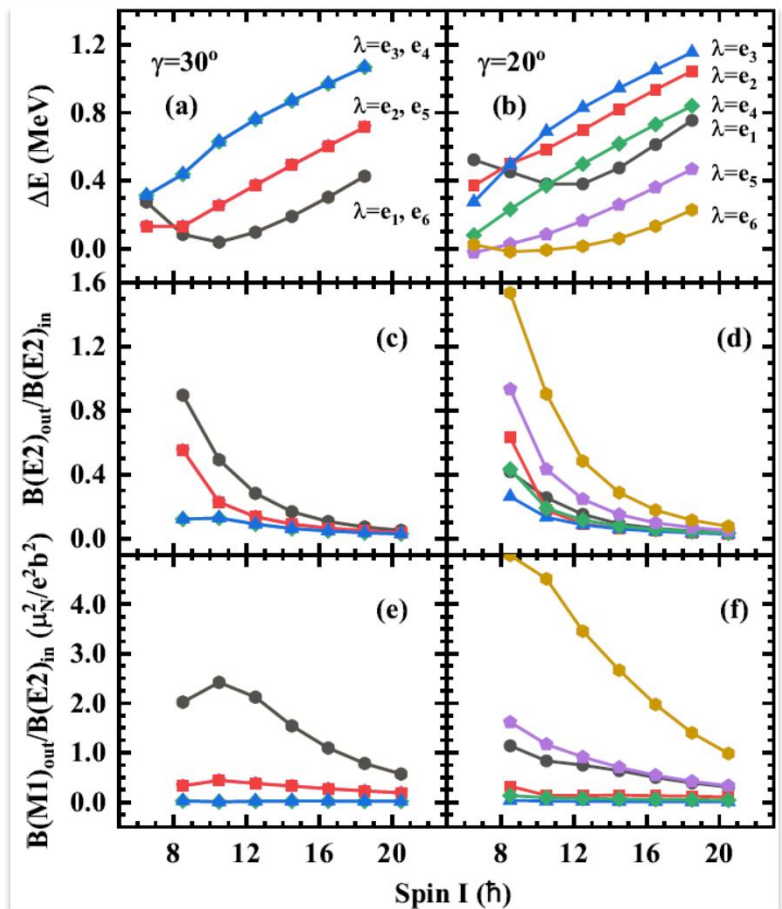 ΔE (MeV)
1.2
0.8
0.4
0.0
γ=30°
(a)
λ=e₃, e₄
λ=e₂, e₅
λ=e₁, e₆
γ=20°
(b)
λ=e₃
λ=e₂
λ=e₄
λ=e₁
λ=e₅
λ=e₆
B(E2)ₒᵤₜ/B(E2)ᵢₙ
1.6
1.2
0.8
0.4
0.0
(c)
(d)
B(M1)ₒᵤₜ/B(E2)ᵢₙ (μ²_N/e²b²)
4.0
3.0
2.0
1.0
0.0
(e)
(f)
8 12 16 20 8 12 16 20
Spin I (ℏ)